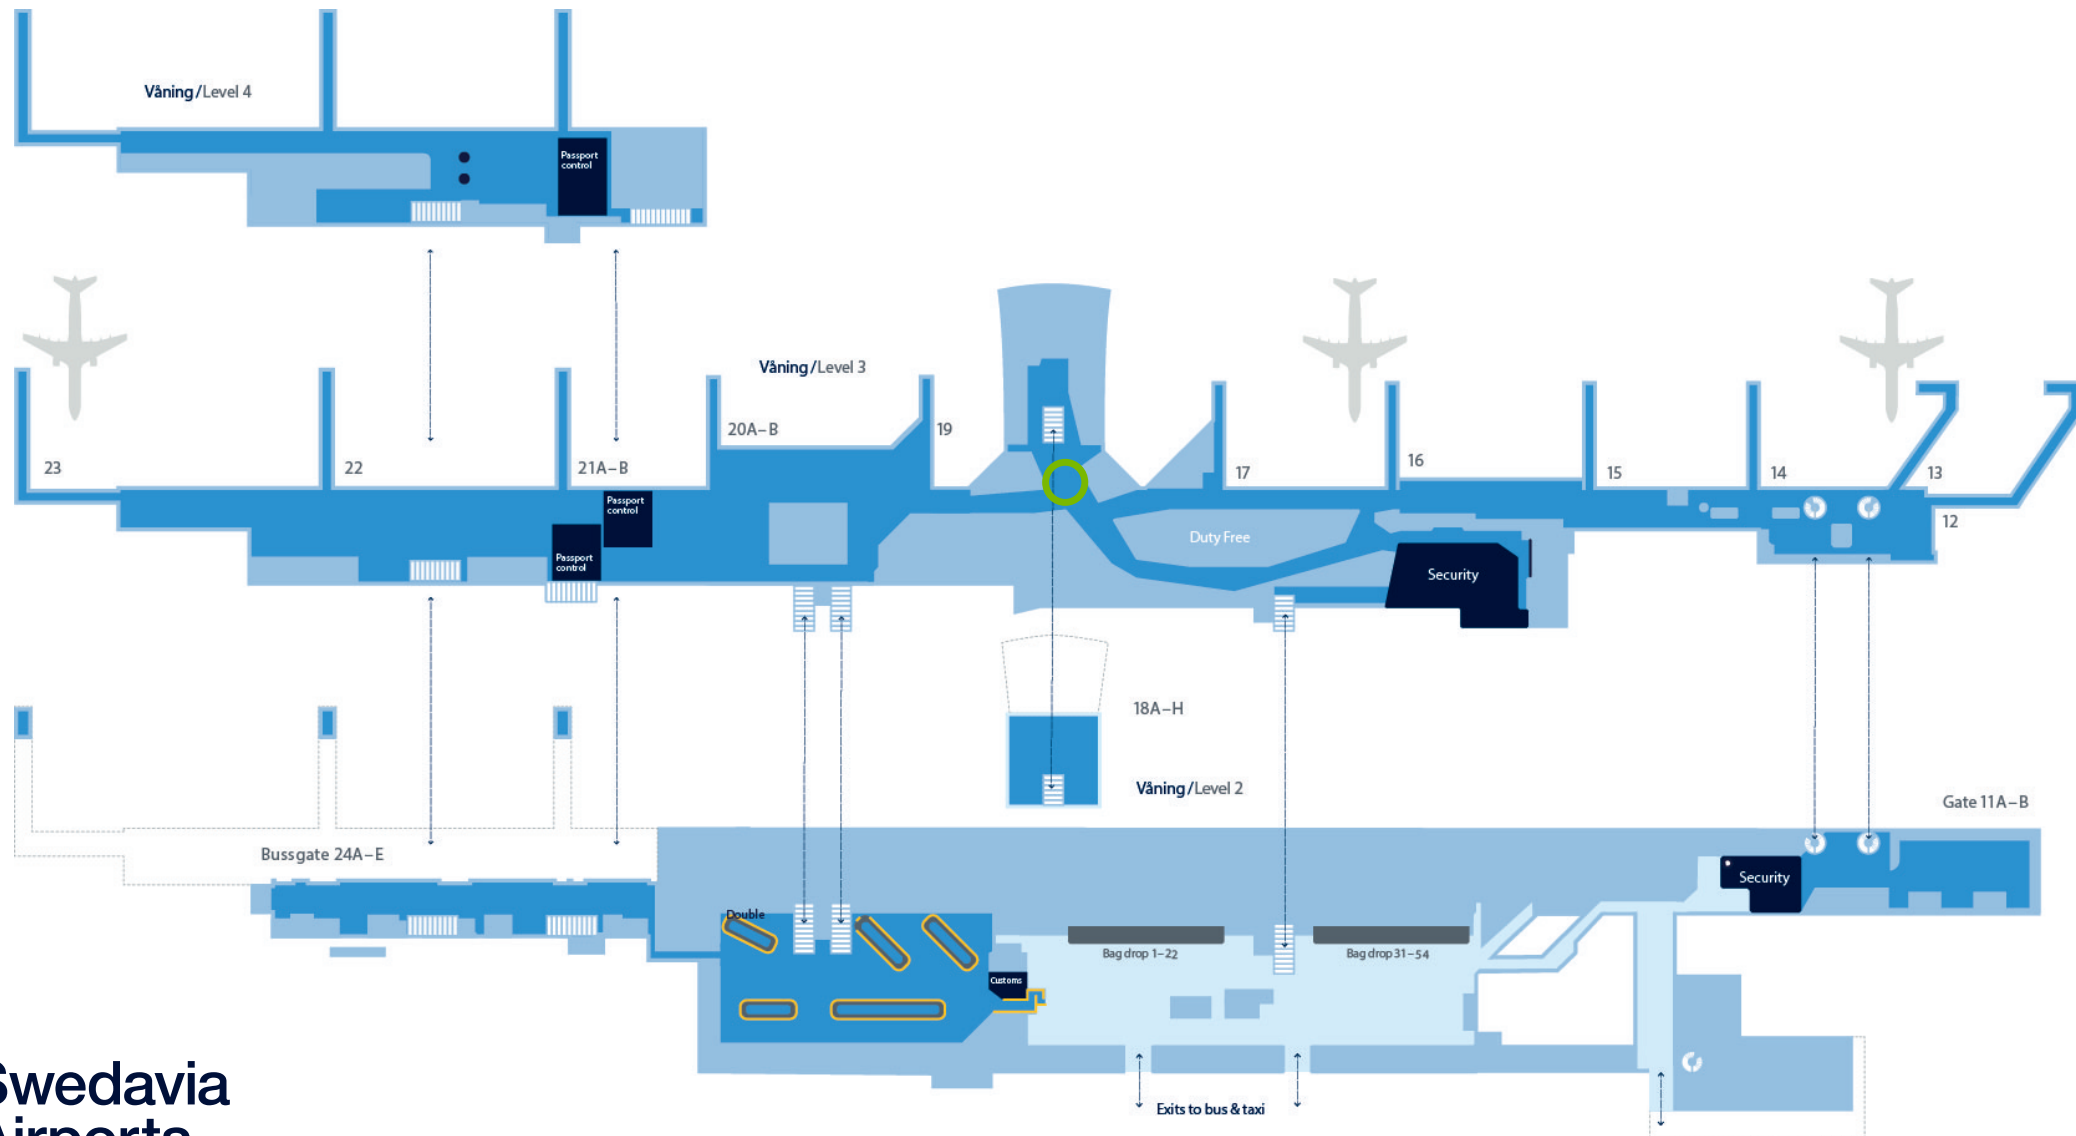 Våning/Level 4
Passport
control
Våning/Level 3
20A–B
19
23
22
21A–B
17
16
15
14
13
12
Passport
control
Passport
control
Duty Free
Security
18A–H
Våning/Level 2
Gate 11A–B
Bussgate 24A–E
Security
Double
Bag drop 1–22
Bag drop 31–54
Customs
Exits to bus & taxi
Swedavia
Airports